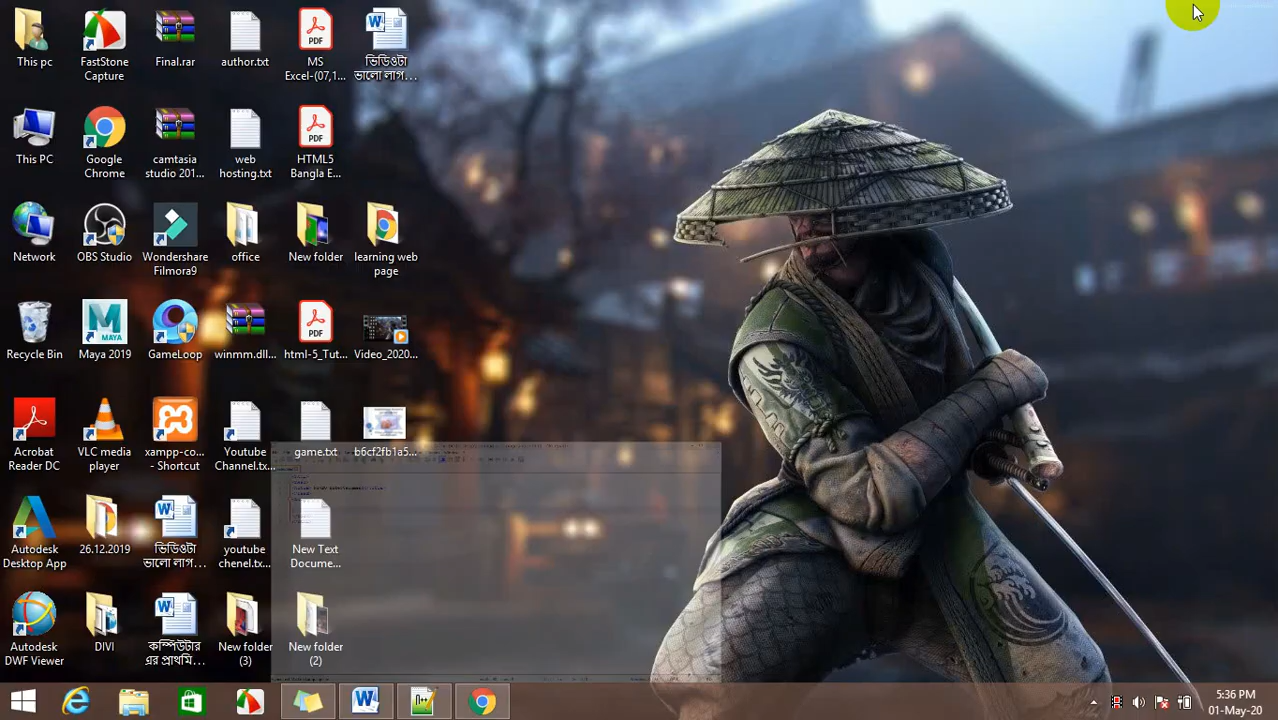 This pc
FastStone
Capture
Final.rar
author.txt
MS
Excel-(07,1...
ভিডিওটা
ভালো লাগ...
This PC
Google
Chrome
camtasia
studio 201...
web
hosting.txt
HTML5
Bangla E...
Network
OBS Studio
Wondershare
Filmora9
office
New folder
learning web
page
Recycle Bin
Maya 2019
GameLoop
winmm.dll...
html-5_Tut...
Video_2020...
Acrobat
Reader DC
VLC media
player
xampp-co...
- Shortcut
Youtube
Channel.tx...
game.txt
b6cf2fb1a5...
Autodesk
Desktop App
26.12.2019
ভিডিওটা
ভালো লাগ...
youtube
chenel.tx...
New Text
Docume...
Autodesk
DWF Viewer
DIVI
কম্পিউটার
এর প্রাথমি...
New folder
(3)
New folder
(2)
5:36 PM
01-May-20